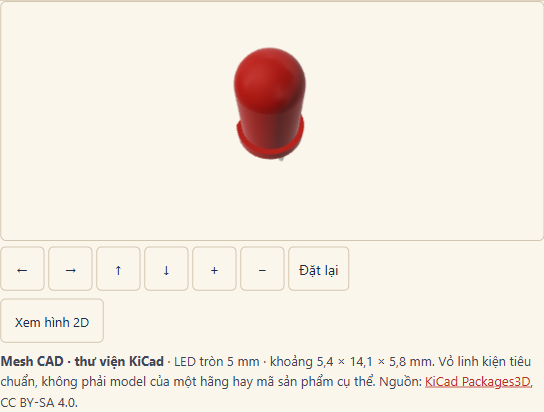 ← → ↑ ↓ + − Đặt lại
Xem hình 2D
Mesh CAD · thư viện KiCad · LED tròn 5 mm · khoảng 5,4 × 14,1 × 5,8 mm. Vỏ linh kiện tiêu
chuẩn, không phải model của một hãng hay mã sản phẩm cụ thể. Nguồn: KiCad Packages3D,
CC BY-SA 4.0.